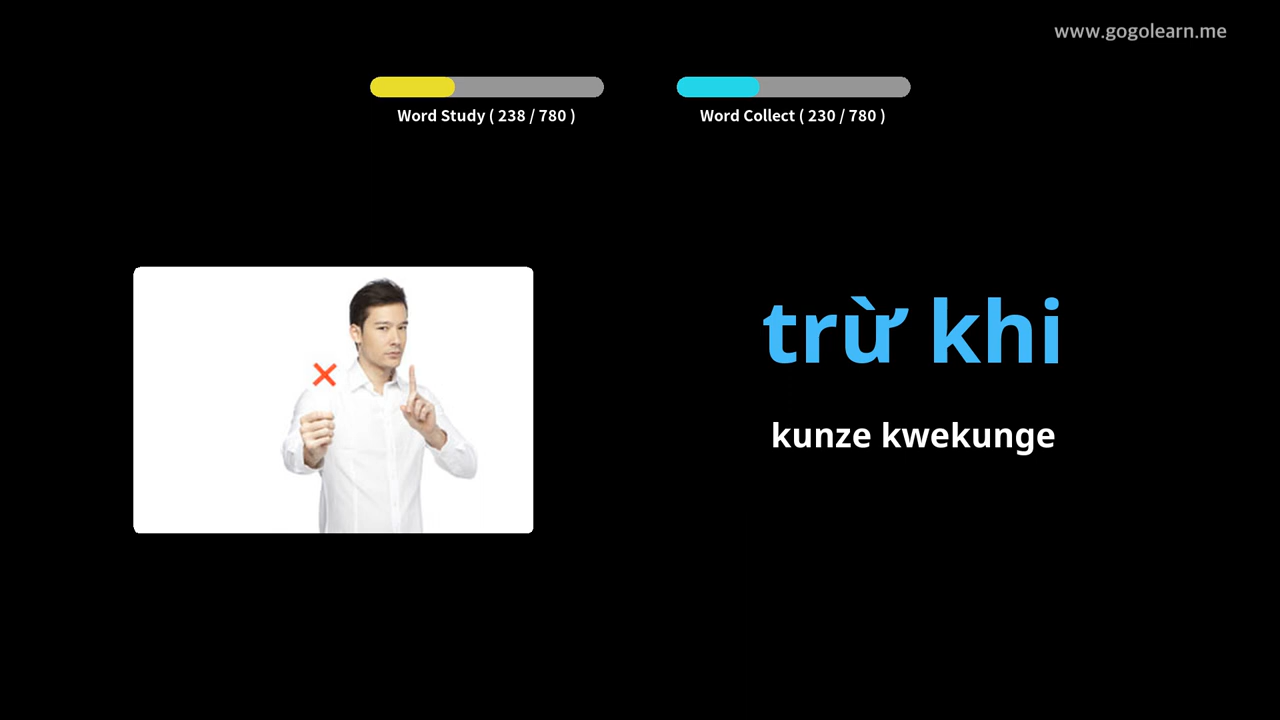 www.gogolearn.me
Word Study ( 238 / 780 )
Word Collect ( 230 / 780 )
trừ khi
kunze kwekunge